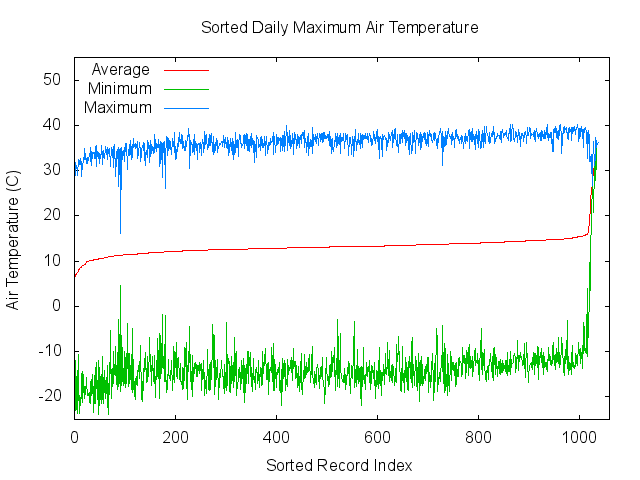 Sorted Daily Maximum Air Temperature
Average
Minimum
Maximum
50
40
30
20
10
0
-10
-20
Air Temperature (C)
0 200 400 600 800 1000
Sorted Record Index